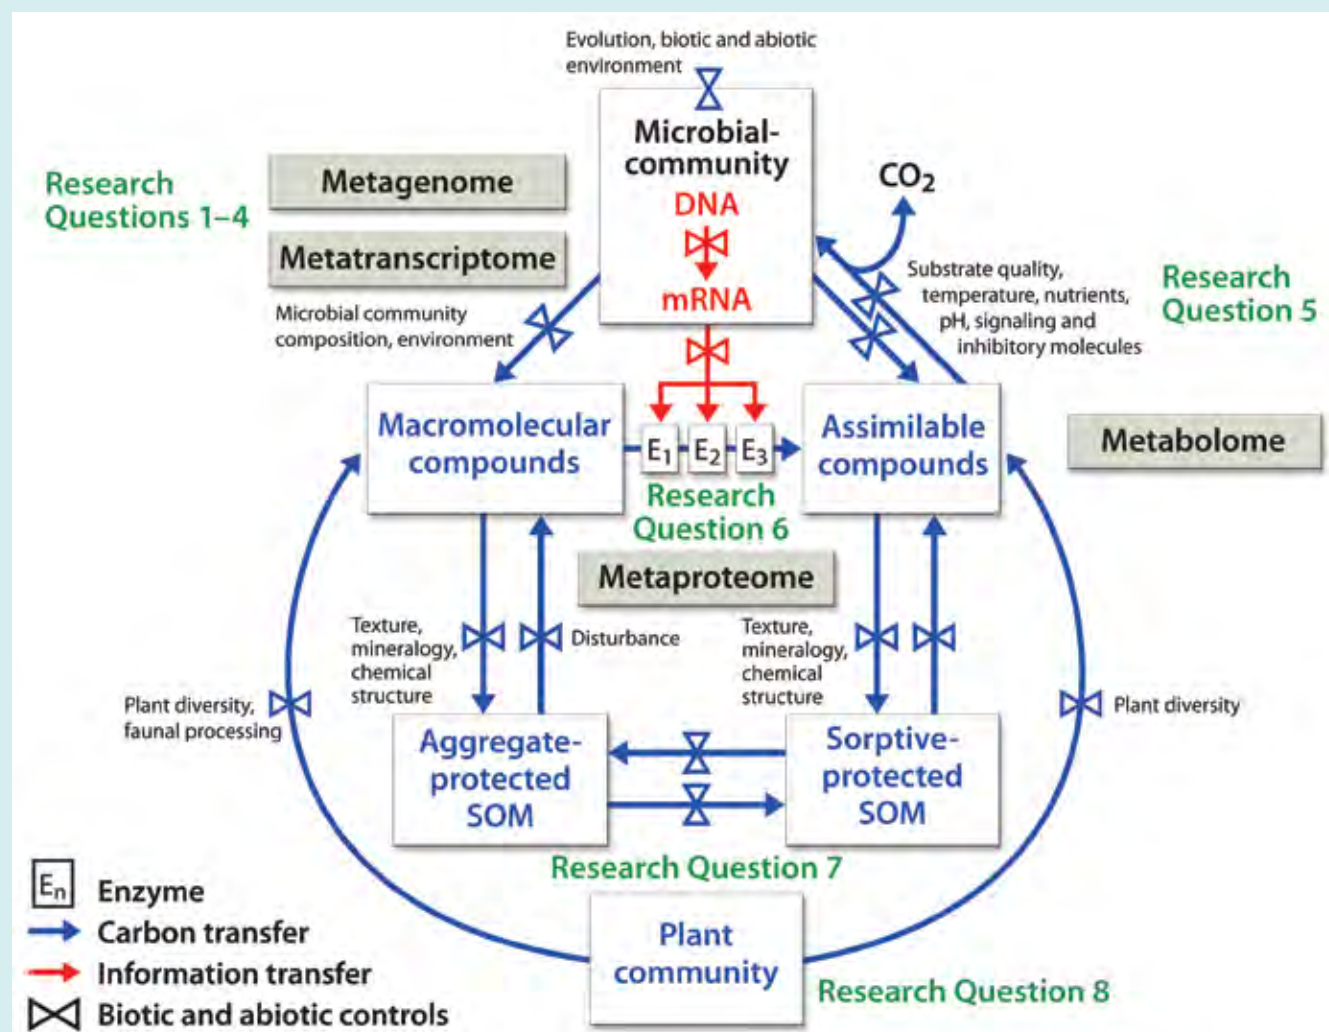 Evolution, biotic and abiotic
environment
Microbial-
community
DNA
mRNA
CO2
Research
Questions 1–4
Metagenome
Metatranscriptome
Microbial community
composition, environment
Substrate quality,
temperature, nutrients,
pH, signaling and
inhibitory molecules
Research
Question 5
Macromolecular
compounds
E1
E2
E3
Assimilable
compounds
Metabolome
Research
Question 6
Metaproteome
Texture,
mineralogy,
chemical
structure
Disturbance
Texture,
mineralogy,
chemical
structure
Plant diversity,
faunal processing
Plant diversity
Aggregate-
protected
SOM
Sorptive-
protected
SOM
Research Question 7
Plant
community
Research Question 8
En Enzyme
Carbon transfer
Information transfer
Biotic and abiotic controls